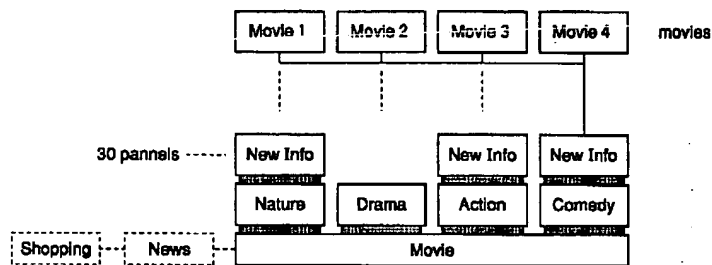 Movie 1 Movie 2 Movie 3 Movie 4 movies
30 pannels New Info New Info New Info
Nature Drama Action Comedy
Shopping News Movie